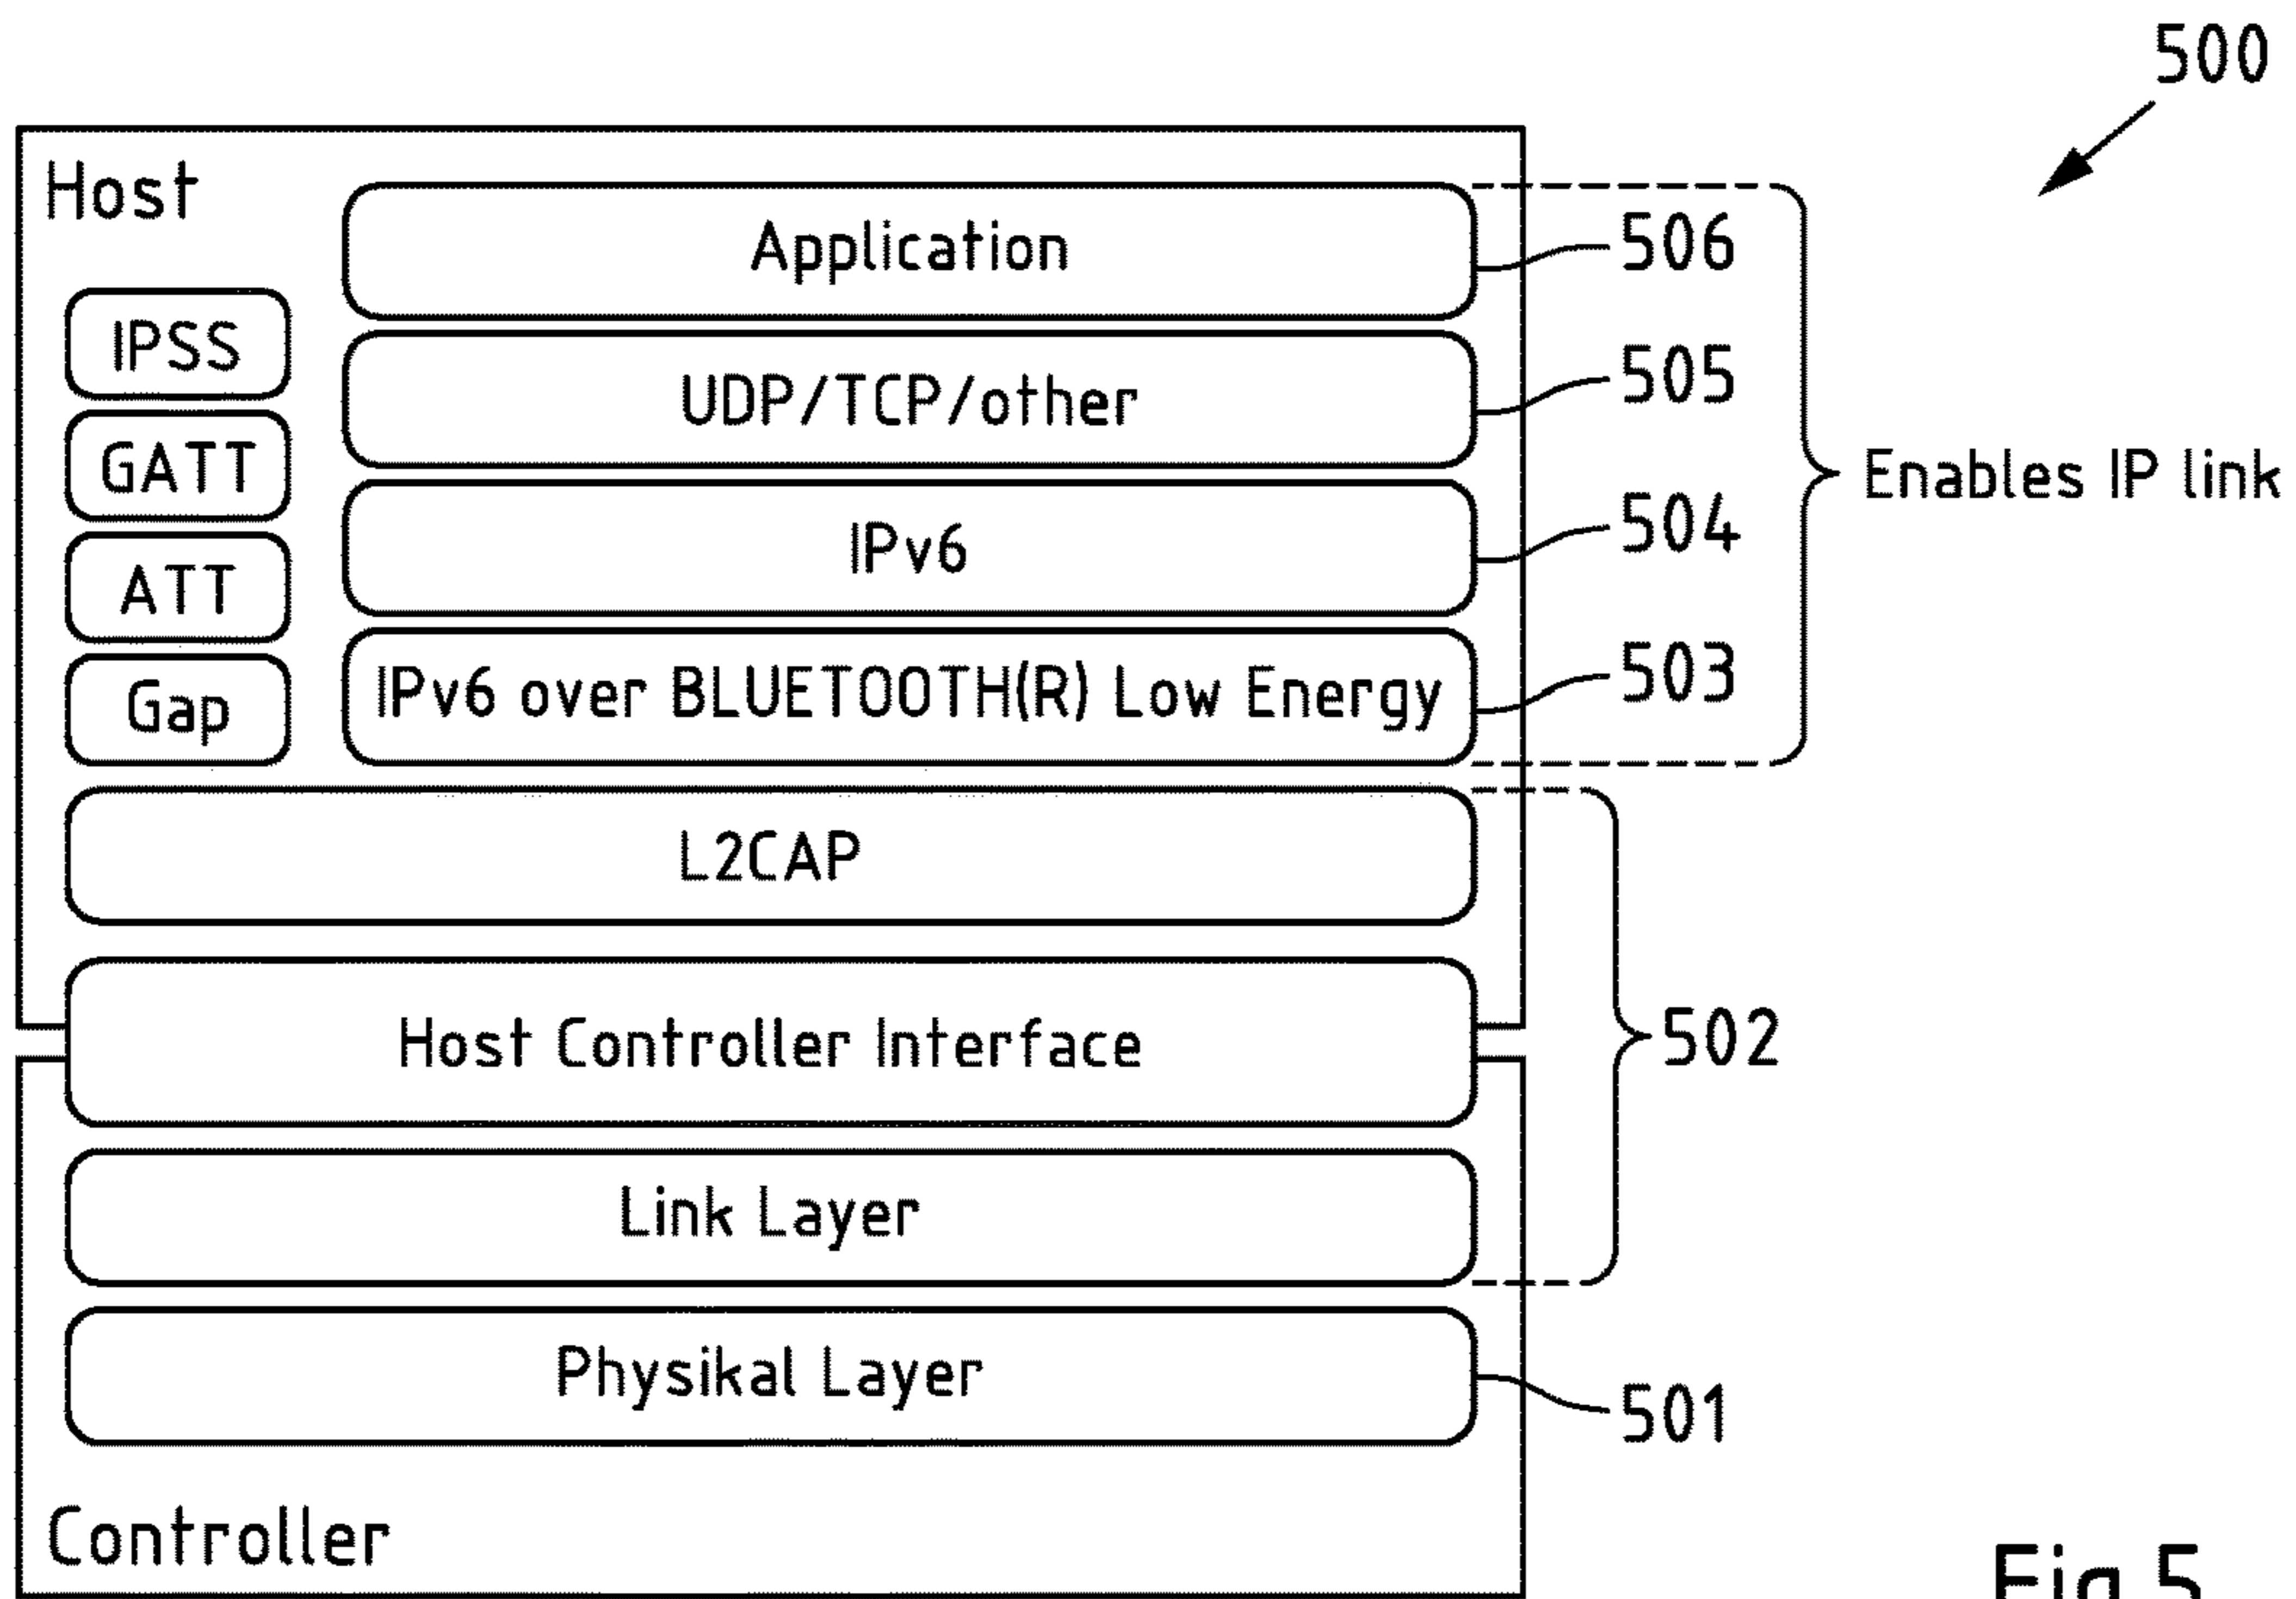 500
Host
Application
506
IPSS
UDP/TCP/other
505
GATT
Enables IP link
IPv6
504
ATT
IPv6 over BLUETOOTH(R) Low Energy
503
Gap
L2CAP
Host Controller Interface
502
Link Layer
Physikal Layer
501
Controller
Fig.5